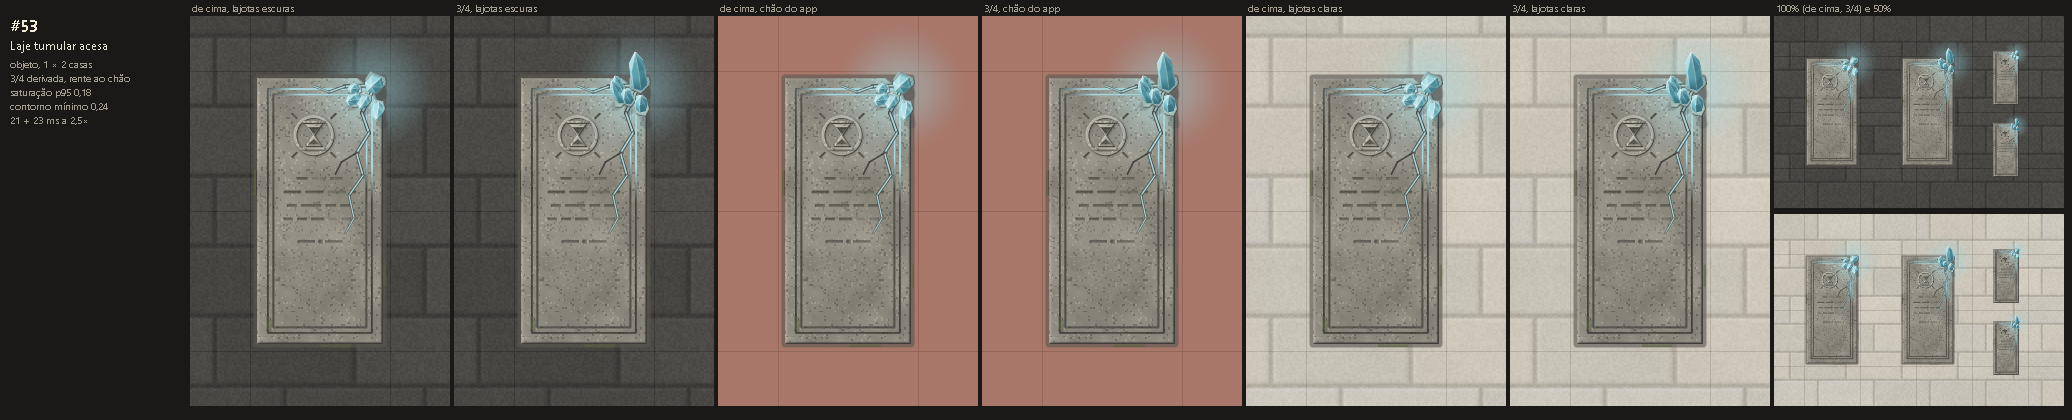 #53
Laje tumular acesa
objeto, 1 × 2 casas
3/4 derivada, rente ao chão
saturação p95 0,18
contorno mínimo 0,24
21 + 23 ms a 2,5×
de cima, lajotas escuras
3/4, lajotas escuras
de cima, chão do app
3/4, chão do app
de cima, lajotas claras
3/4, lajotas claras
100% (de cima, 3/4) e 50%